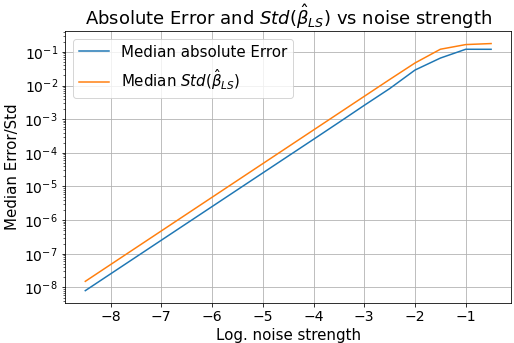 Absolute Error and Std(β̂_LS) vs noise strength
Median absolute Error
Median Std(β̂_LS)
Median Error/Std
10⁻¹
10⁻²
10⁻³
10⁻⁴
10⁻⁵
10⁻⁶
10⁻⁷
10⁻⁸
−8 −7 −6 −5 −4 −3 −2 −1
Log. noise strength